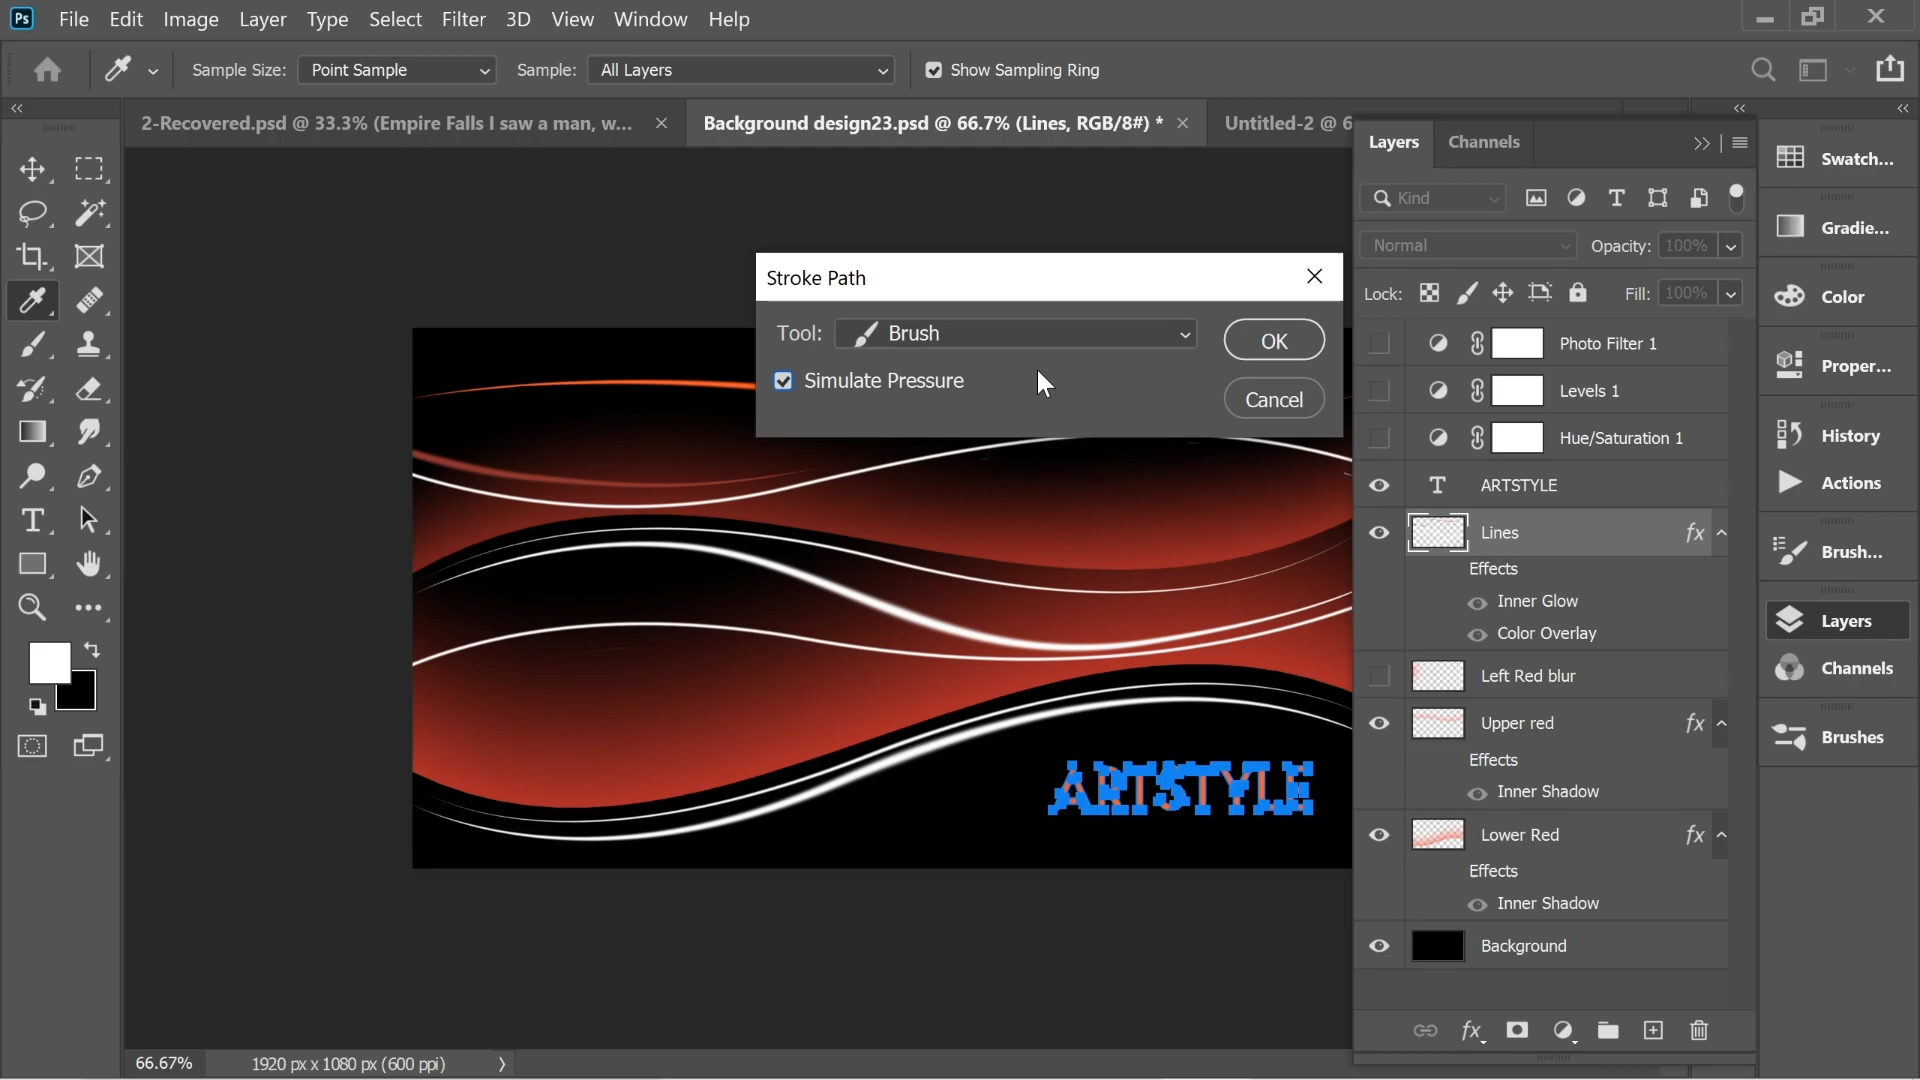 Ps File Edit Image Layer Type Select Filter 3D View Window Help
Sample Size: Point Sample Sample: All Layers Show Sampling Ring
2-Recovered.psd @ 33.3% (Empire Falls I saw a man, w... Background design23.psd @ 66.7% (Lines, RGB/8#) * Untitled-2 @ 6
Layers Channels
Kind
Normal Opacity: 100%
Lock: Fill: 100%
Photo Filter 1
Levels 1
Hue/Saturation 1
ARTSTYLE
Lines fx
Effects
Inner Glow
Color Overlay
Left Red blur
Upper red fx
Effects
Inner Shadow
Lower Red fx
Effects
Inner Shadow
Background
fx
Swatch...
Gradie...
Color
Proper...
History
Actions
Brush...
Layers
Channels
Brushes
Stroke Path
Tool: Brush OK
Simulate Pressure
Cancel
ARTSTYLE
66.67% 1920 px x 1080 px (600 ppi)